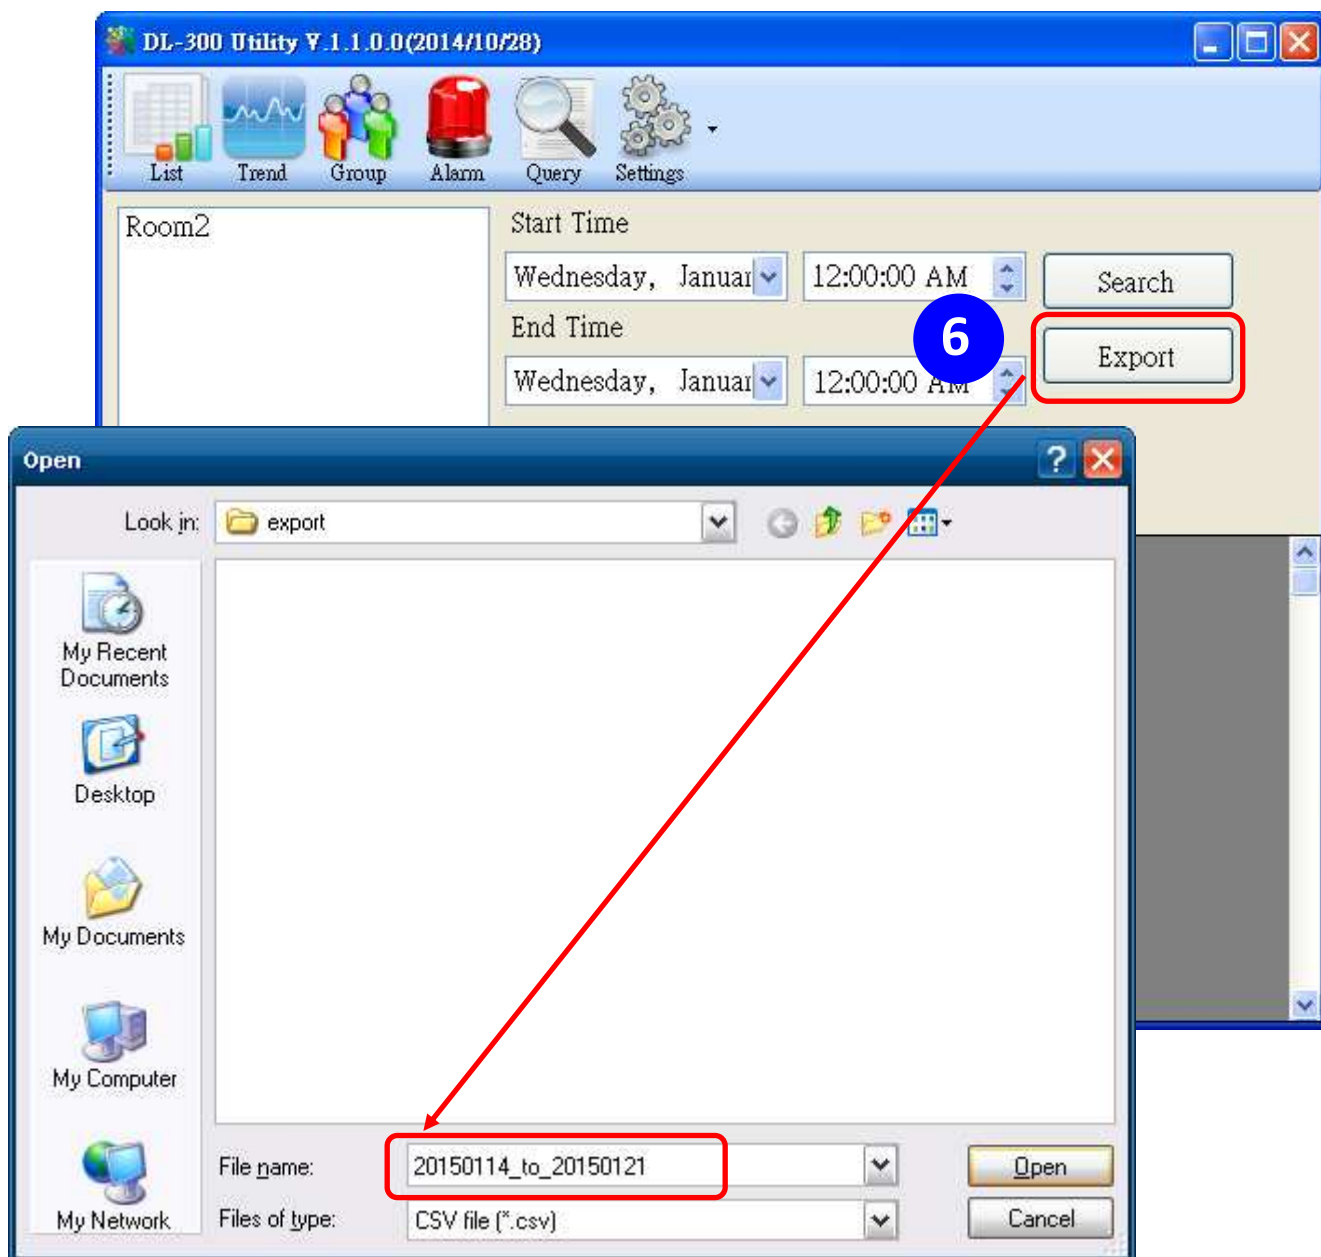 DL-300 Utility V.1.1.0.0(2014/10/28)
List Trend Group Alarm Query Settings
Room2
Start Time
Wednesday, Januar 12:00:00 AM Search
End Time
6
Export
Wednesday, Januar 12:00:00 AM
Open
Look in: export
My Recent
Documents
Desktop
My Documents
My Computer
My Network
File name: 20150114_to_20150121 Open
Files of type: CSV file (*.csv) Cancel